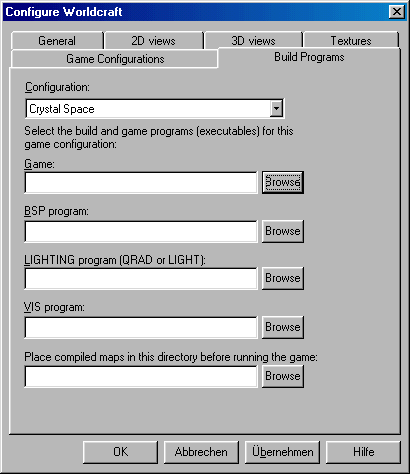 Configure Worldcraft
General 2D views 3D views Textures
Game Configurations Build Programs
Configuration:
Crystal Space
Select the build and game programs (executables) for this
game configuration:
Game:
Browse
BSP program:
Browse
LIGHTING program (QRAD or LIGHT):
Browse
VIS program:
Browse
Place compiled maps in this directory before running the game:
Browse
OK Abbrechen Übernehmen Hilfe